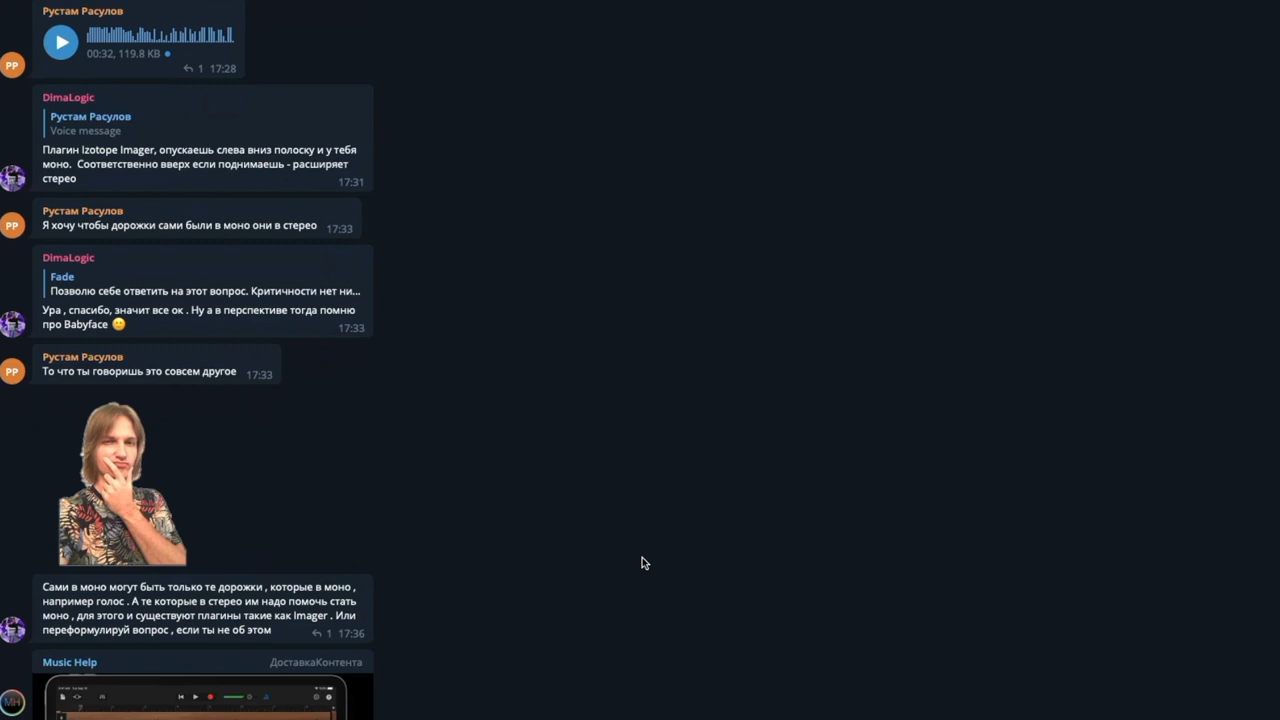 Рустам Расулов
00:32, 119.8 KB
1 17:28
PP
DimaLogic
Рустам Расулов
Voice message
Плагин Izotope Imager, опускаешь слева вниз полоску и у тебя
моно. Соответственно вверх если поднимаешь - расширяет
стерео
17:31
Рустам Расулов
Я хочу чтобы дорожки сами были в моно они в стерео
17:33
PP
DimaLogic
Fade
Позволю себе ответить на этот вопрос. Критичности нет ни...
Ура , спасибо, значит все ок . Ну а в перспективе тогда помню
про Babyface
17:33
Рустам Расулов
То что ты говоришь это совсем другое
17:33
PP
Сами в моно могут быть только те дорожки , которые в моно ,
например голос . А те которые в стерео им надо помочь стать
моно , для этого и существуют плагины такие как Imager . Или
переформулируй вопрос , если ты не об этом
1 17:36
Music Help ДоставкаКонтента
MH